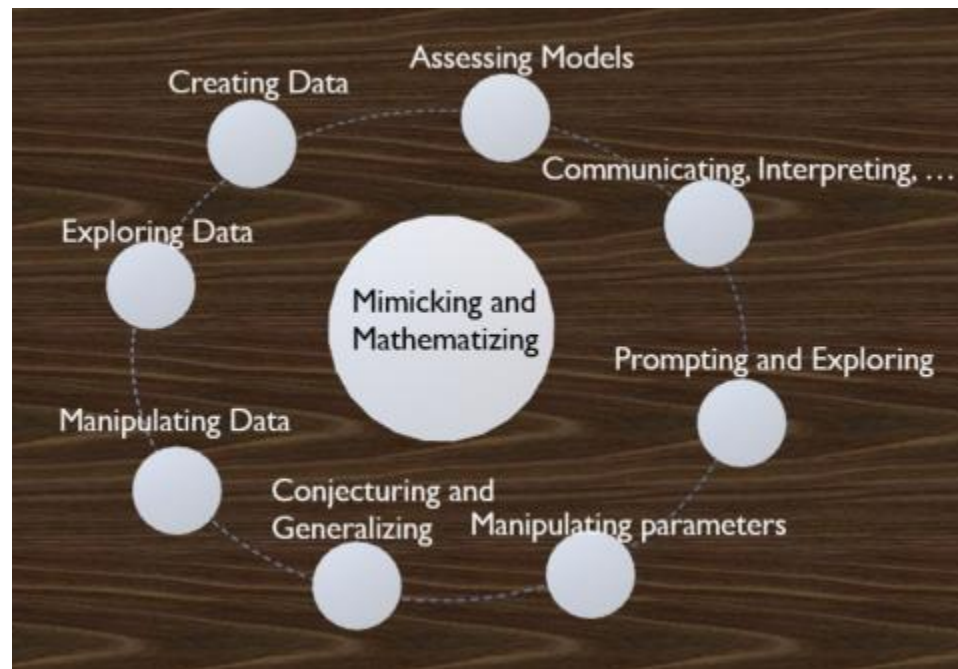 Assessing Models
Creating Data
Communicating, Interpreting, …
Exploring Data
Mimicking and
Mathematizing
Prompting and Exploring
Manipulating Data
Conjecturing and
Generalizing
Manipulating parameters